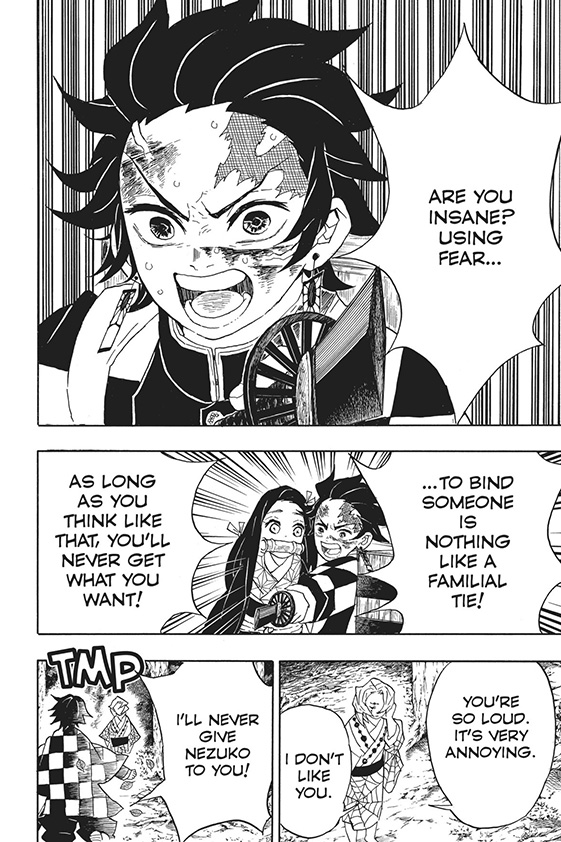 ARE YOU
INSANE?
USING
FEAR...
...TO BIND
SOMEONE
IS
NOTHING
LIKE A
FAMILIAL
TIE!
AS LONG
AS YOU
THINK LIKE
THAT, YOU'LL
NEVER GET
WHAT YOU
WANT!
YOU'RE
SO LOUD.
IT'S VERY
ANNOYING.
I DON'T
LIKE
YOU.
TMP
I'LL NEVER
GIVE
NEZUKO
TO YOU!